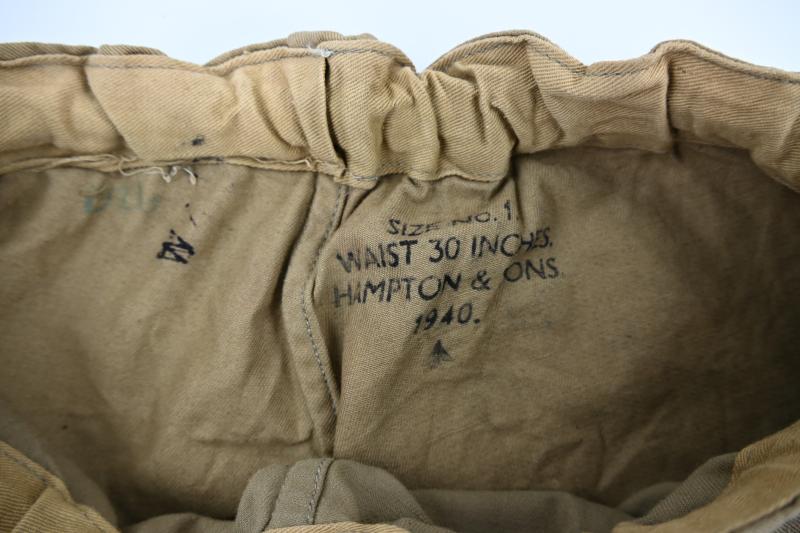 SIZE NO. 1
WAIST 30 INCHES.
HAMPTON & ONS.
1940.